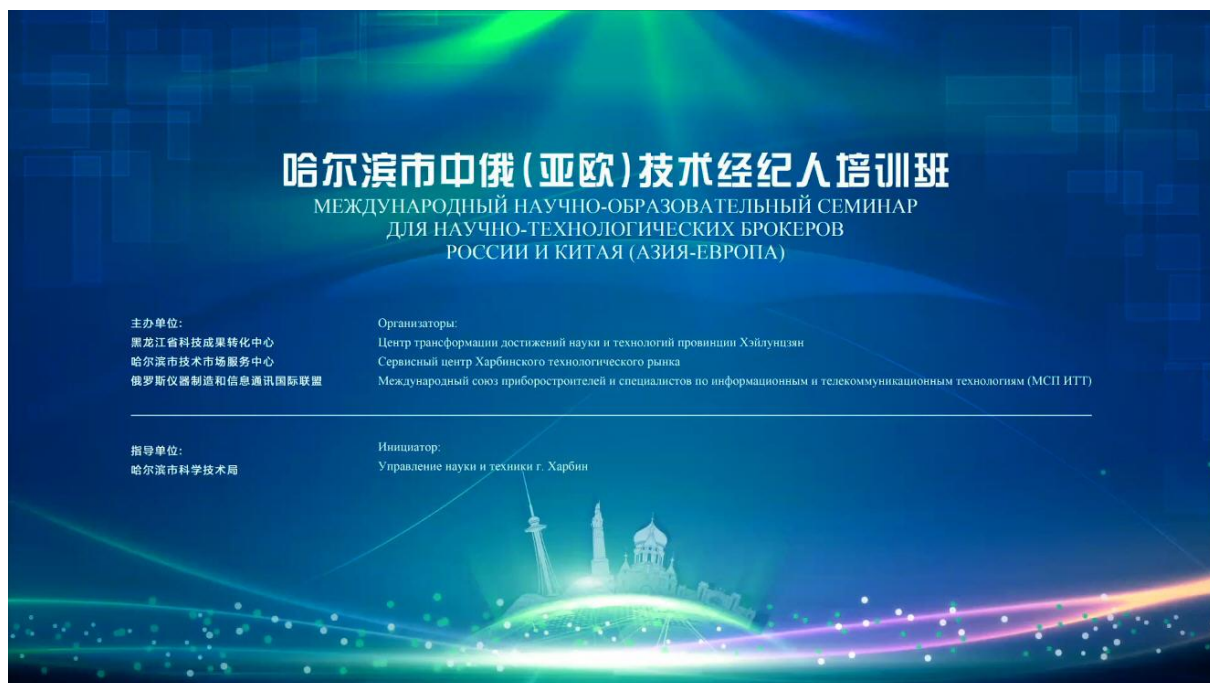 哈尔滨市中俄(亚欧)技术经纪人培训班
МЕЖДУНАРОДНЫЙ НАУЧНО-ОБРАЗОВАТЕЛЬНЫЙ СЕМИНАР
ДЛЯ НАУЧНО-ТЕХНОЛОГИЧЕСКИХ БРОКЕРОВ
РОССИИ И КИТАЯ (АЗИЯ-ЕВРОПА)
主办单位:
Организаторы:
黑龙江省科技成果转化中心
Центр трансформации достижений науки и технологий провинции Хэйлунцзян
哈尔滨市技术市场服务中心
Сервисный центр Харбинского технологического рынка
俄罗斯仪器制造和信息通讯国际联盟
Международный союз приборостроителей и специалистов по информационным и телекоммуникационным технологиям (МСП ИТТ)
指导单位:
Инициатор:
哈尔滨市科学技术局
Управление науки и техники г. Харбин